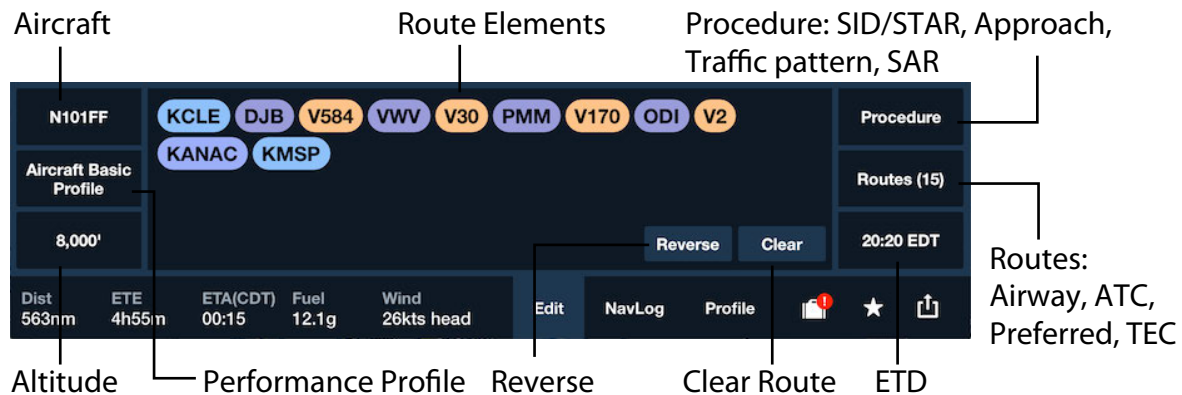 Aircraft
Route Elements
Procedure: SID/STAR, Approach,
Traffic pattern, SAR
N101FF
KCLE DJB V584 VWV V30 PMM V170 ODI V2
Procedure
KANAC KMSP
Aircraft Basic
Profile
Routes (15)
8,000'
Reverse Clear
20:20 EDT
Routes:
Airway, ATC,
Preferred, TEC
Dist ETE ETA(CDT) Fuel Wind
563nm 4h55m 00:15 12.1g 26kts head
Edit NavLog Profile !
Altitude Performance Profile Reverse Clear Route ETD